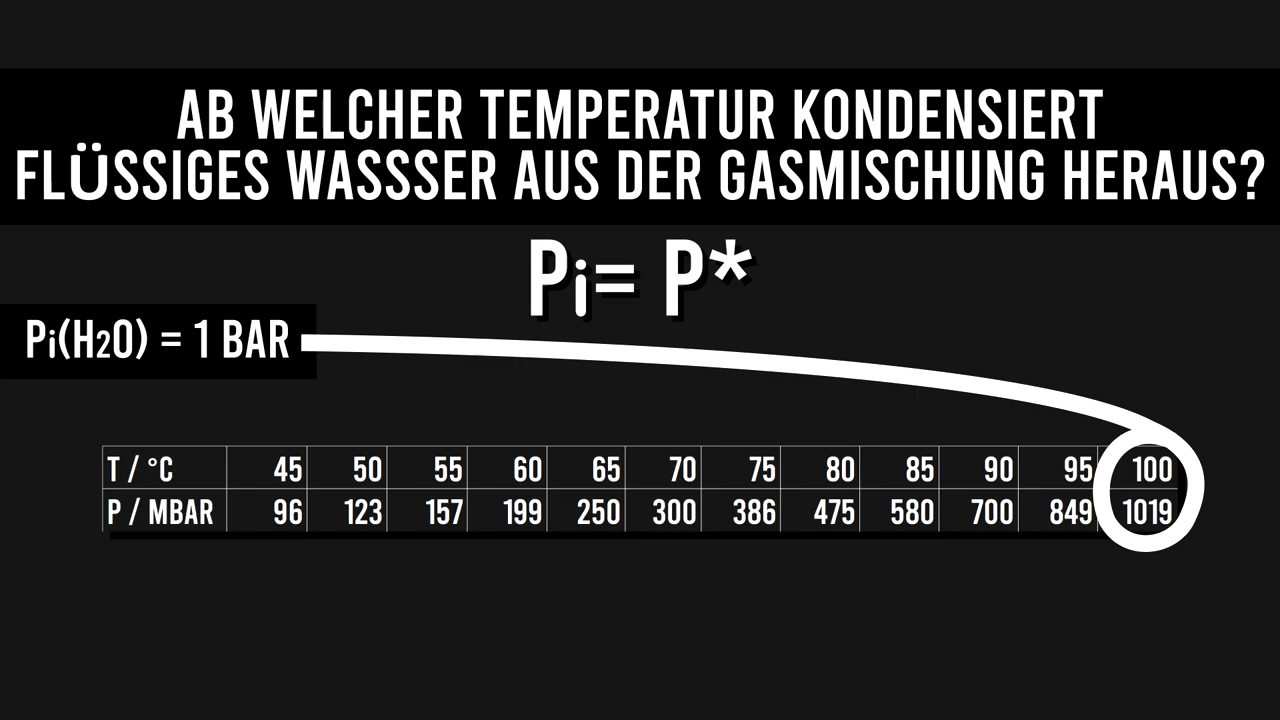 AB WELCHER TEMPERATUR KONDENSIERT
FLÜSSIGES WASSSER AUS DER GASMISCHUNG HERAUS?
Pi= P*
Pi(H2O) = 1 BAR
T / °C 45 50 55 60 65 70 75 80 85 90 95 100
P / MBAR 96 123 157 199 250 300 386 475 580 700 849 1019